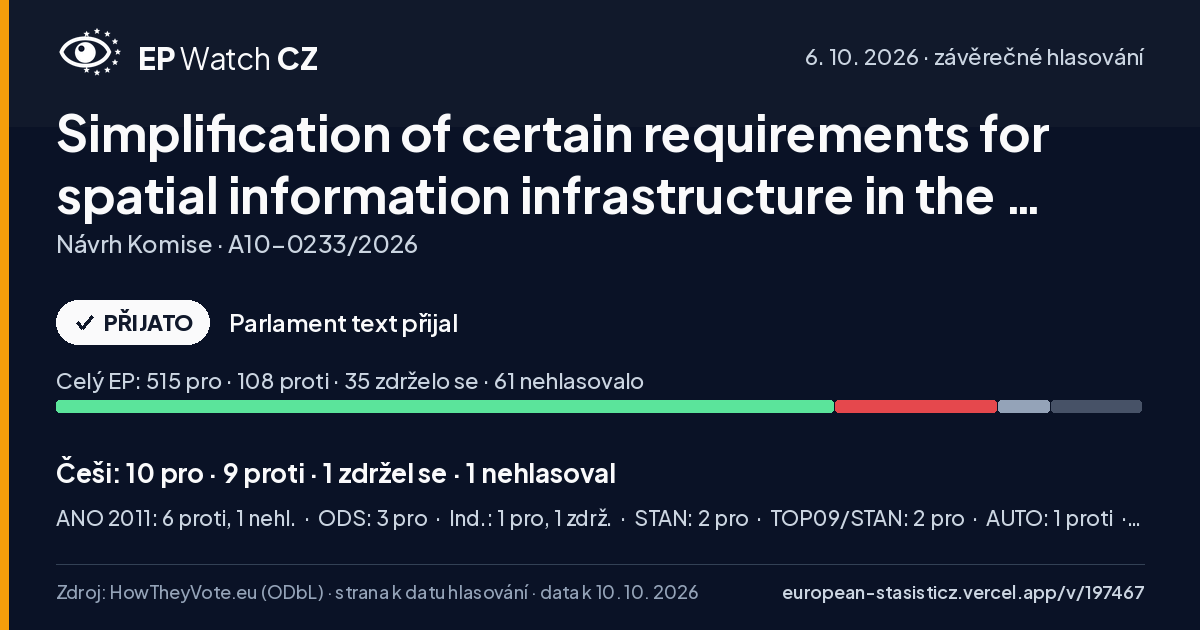 EP Watch CZ
6. 10. 2026 · závěrečné hlasování
Simplification of certain requirements for
spatial information infrastructure in the …
Návrh Komise · A10–0233/2026
✓ PŘIJATO
Parlament text přijal
Celý EP: 515 pro · 108 proti · 35 zdrželo se · 61 nehlasovalo
Češi: 10 pro · 9 proti · 1 zdržel se · 1 nehlasoval
ANO 2011: 6 proti, 1 nehl. · ODS: 3 pro · Ind.: 1 pro, 1 zdrž. · STAN: 2 pro · TOP09/STAN: 2 pro · AUTO: 1 proti ·…
Zdroj: HowTheyVote.eu (ODbL) · strana k datu hlasování · data k 10. 10. 2026
european-stasisticz.vercel.app/v/197467